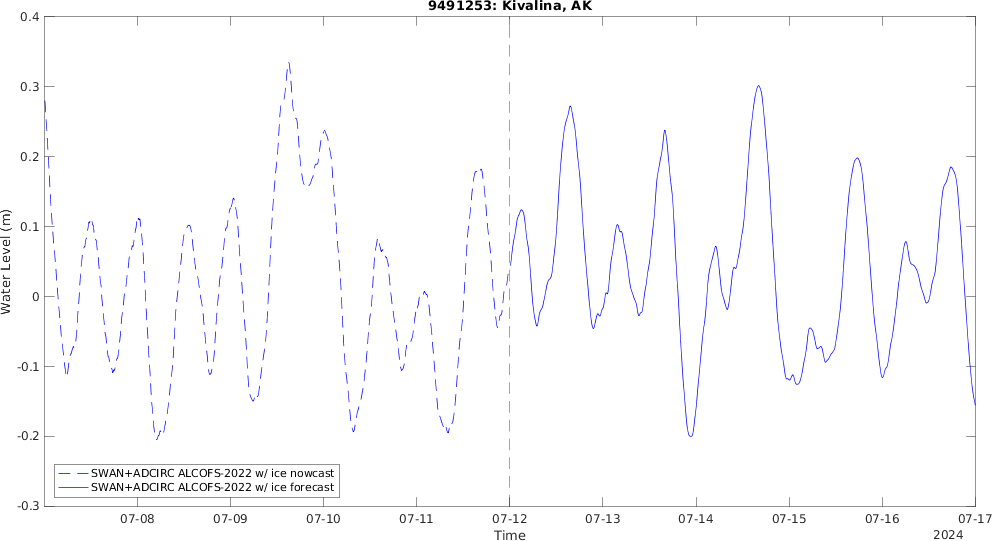 9491253: Kivalina, AK
Water Level (m)
0.4
0.3
0.2
0.1
0
-0.1
-0.2
-0.3
SWAN+ADCIRC ALCOFS-2022 w/ ice nowcast
SWAN+ADCIRC ALCOFS-2022 w/ ice forecast
07-08 07-09 07-10 07-11 07-12 07-13 07-14 07-15 07-16 07-17
Time
2024